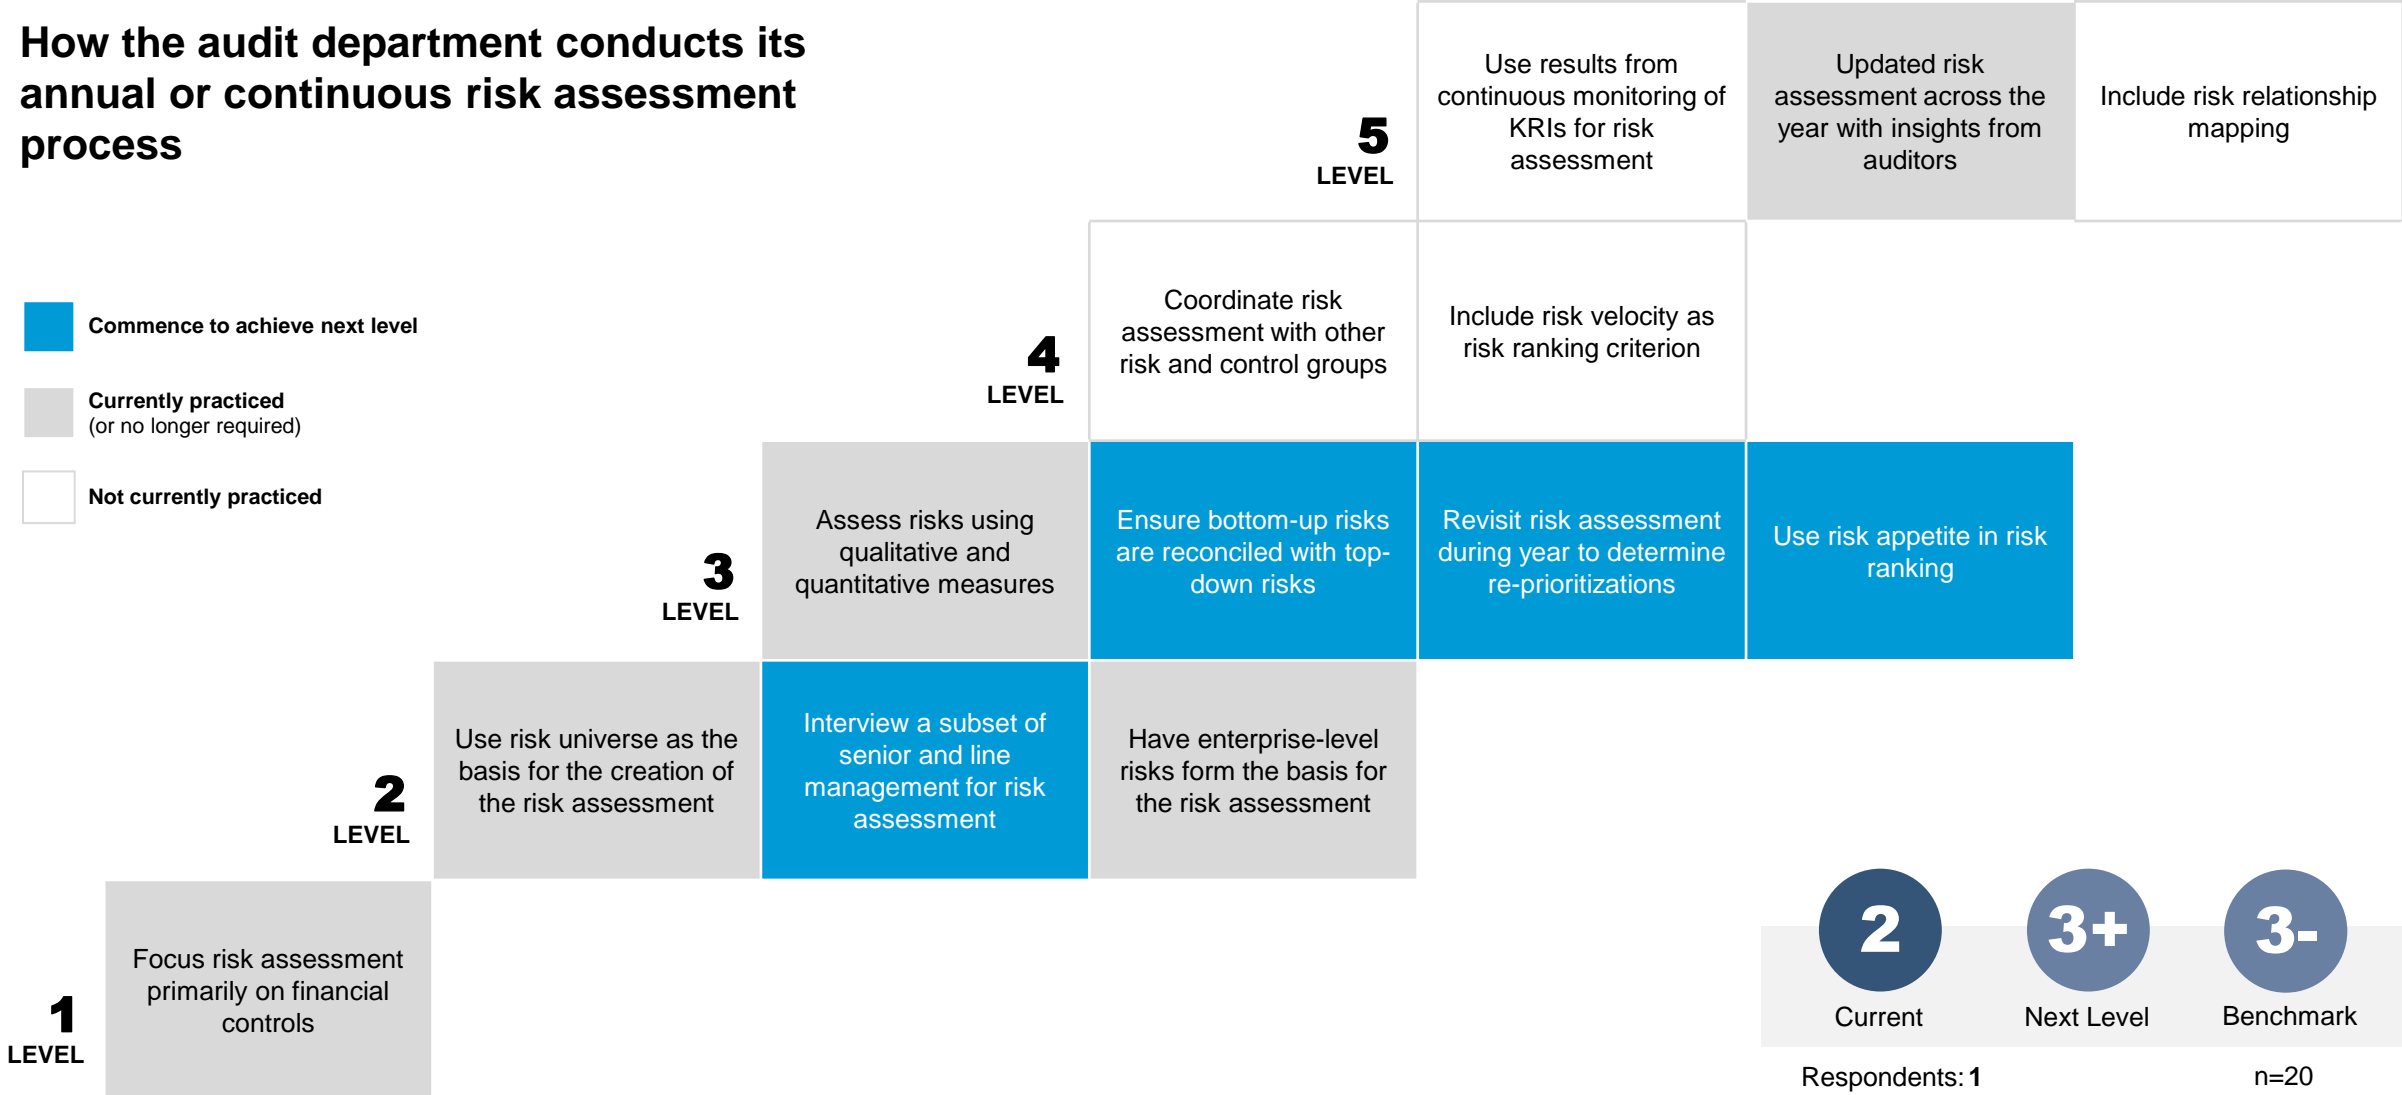 How the audit department conducts its
annual or continuous risk assessment
process
Commence to achieve next level
Currently practiced
(or no longer required)
Not currently practiced
5
LEVEL
Use results from
continuous monitoring of
KRIs for risk
assessment
Updated risk
assessment across the
year with insights from
auditors
Include risk relationship
mapping
4
LEVEL
Coordinate risk
assessment with other
risk and control groups
Include risk velocity as
risk ranking criterion
3
LEVEL
Assess risks using
qualitative and
quantitative measures
Ensure bottom-up risks
are reconciled with top-
down risks
Revisit risk assessment
during year to determine
re-prioritizations
Use risk appetite in risk
ranking
2
LEVEL
Use risk universe as the
basis for the creation of
the risk assessment
Interview a subset of
senior and line
management for risk
assessment
Have enterprise-level
risks form the basis for
the risk assessment
1
LEVEL
Focus risk assessment
primarily on financial
controls
2
Current
3+
Next Level
3-
Benchmark
Respondents: 1
n=20